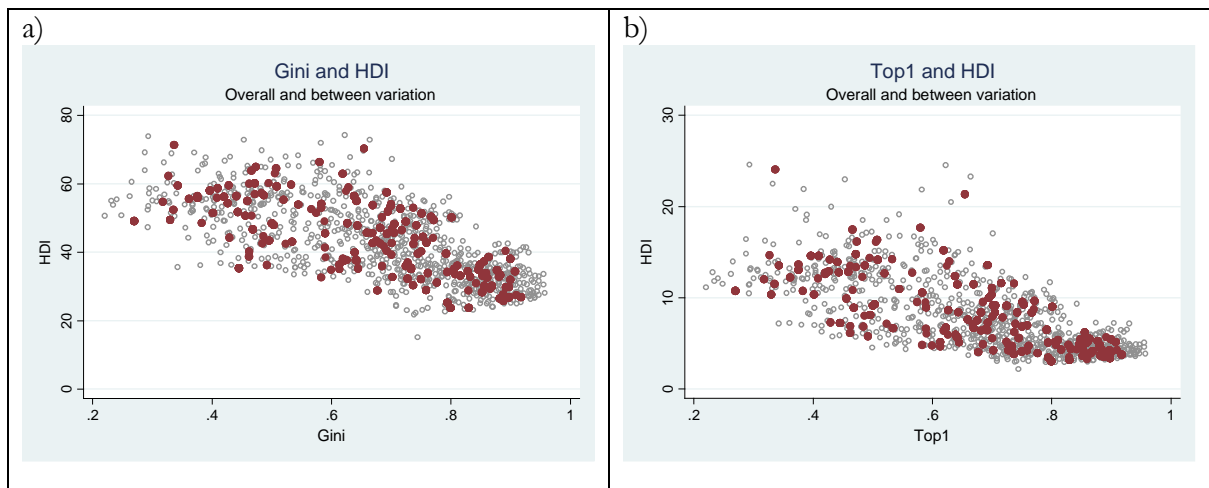 a)
Gini and HDI
Overall and between variation
80
60
40
20
0
HDI
.2 .4 .6 .8 1
Gini
b)
Top1 and HDI
Overall and between variation
30
20
10
0
HDI
.2 .4 .6 .8 1
Top1